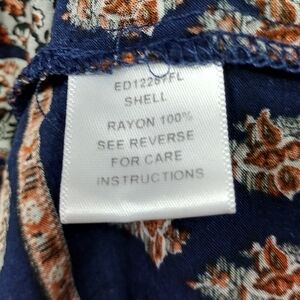 ED12287FL
SHELL
RAYON 100%
SEE REVERSE
FOR CARE
INSTRUCTIONS